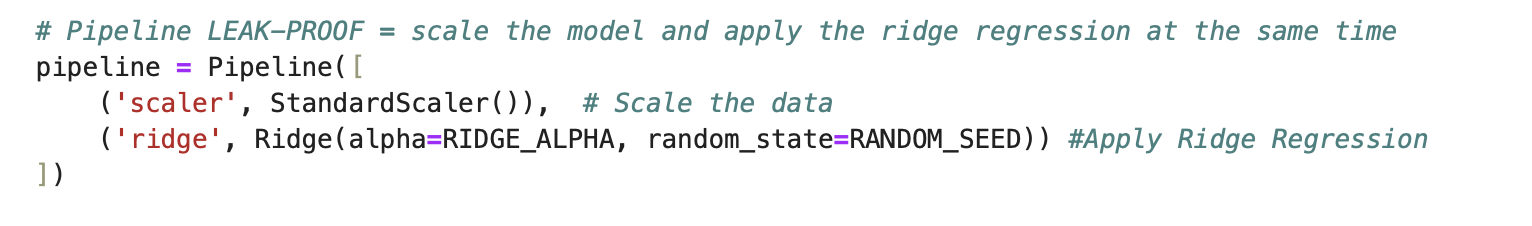 # Pipeline LEAK-PROOF = scale the model and apply the ridge regression at the same time
pipeline = Pipeline([
    ('scaler', StandardScaler()),  # Scale the data
    ('ridge', Ridge(alpha=RIDGE_ALPHA, random_state=RANDOM_SEED)) #Apply Ridge Regression
])